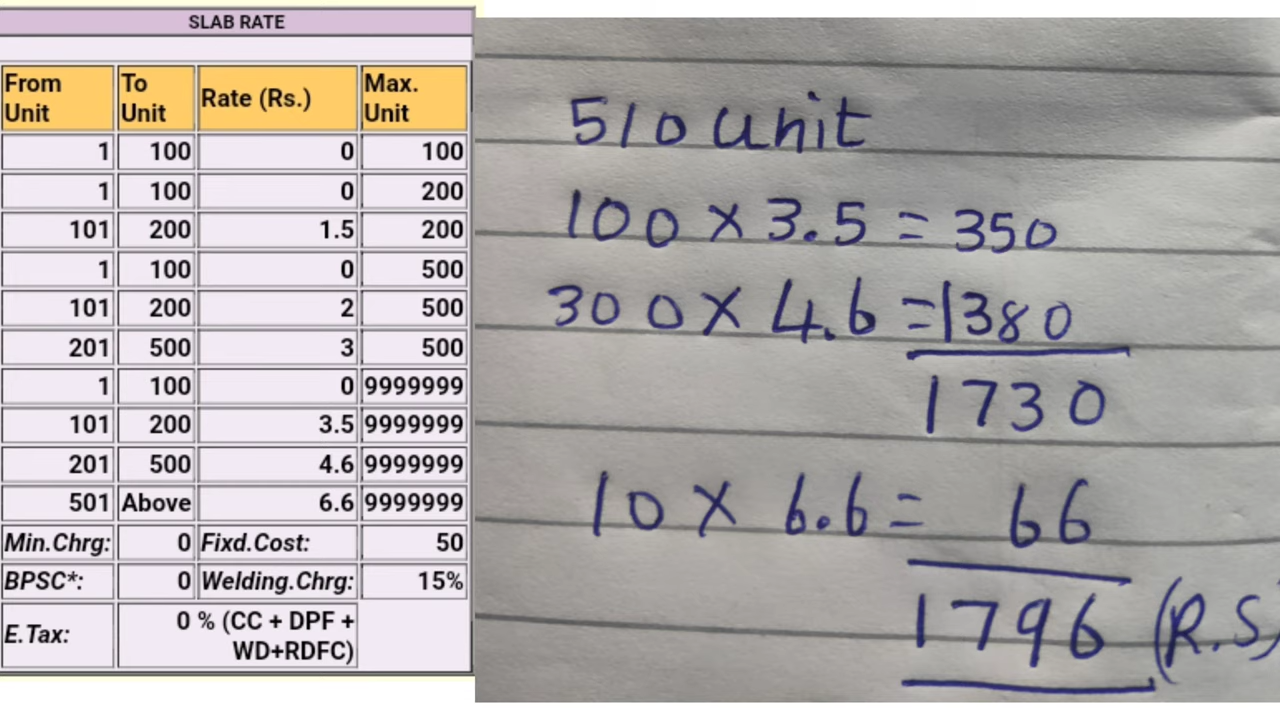 SLAB RATE
From Unit To Unit Rate (Rs.) Max. Unit
1 100 0 100
1 100 0 200
101 200 1.5 200
1 100 0 500
101 200 2 500
201 500 3 500
1 100 0 9999999
101 200 3.5 9999999
201 500 4.6 9999999
501 Above 6.6 9999999
Min.Chrg: 0 Fixd.Cost: 50
BPSC*: 0 Welding.Chrg: 15%
E.Tax: 0 % (CC + DPF + WD+RDFC)
510 unit
100 X 3.5 = 350
300 X 4.6 = 1380
1730
10 X 6.6 = 66
1796 (R.S)